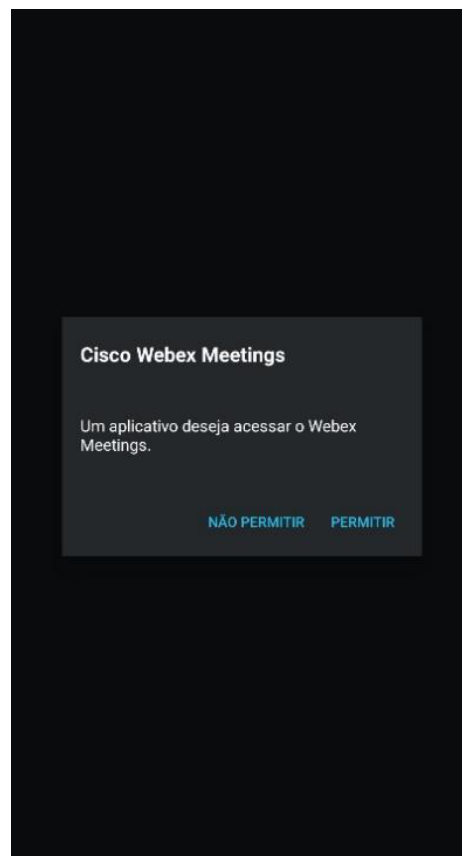 Cisco Webex Meetings
Um aplicativo deseja acessar o Webex
Meetings.
NÃO PERMITIR PERMITIR